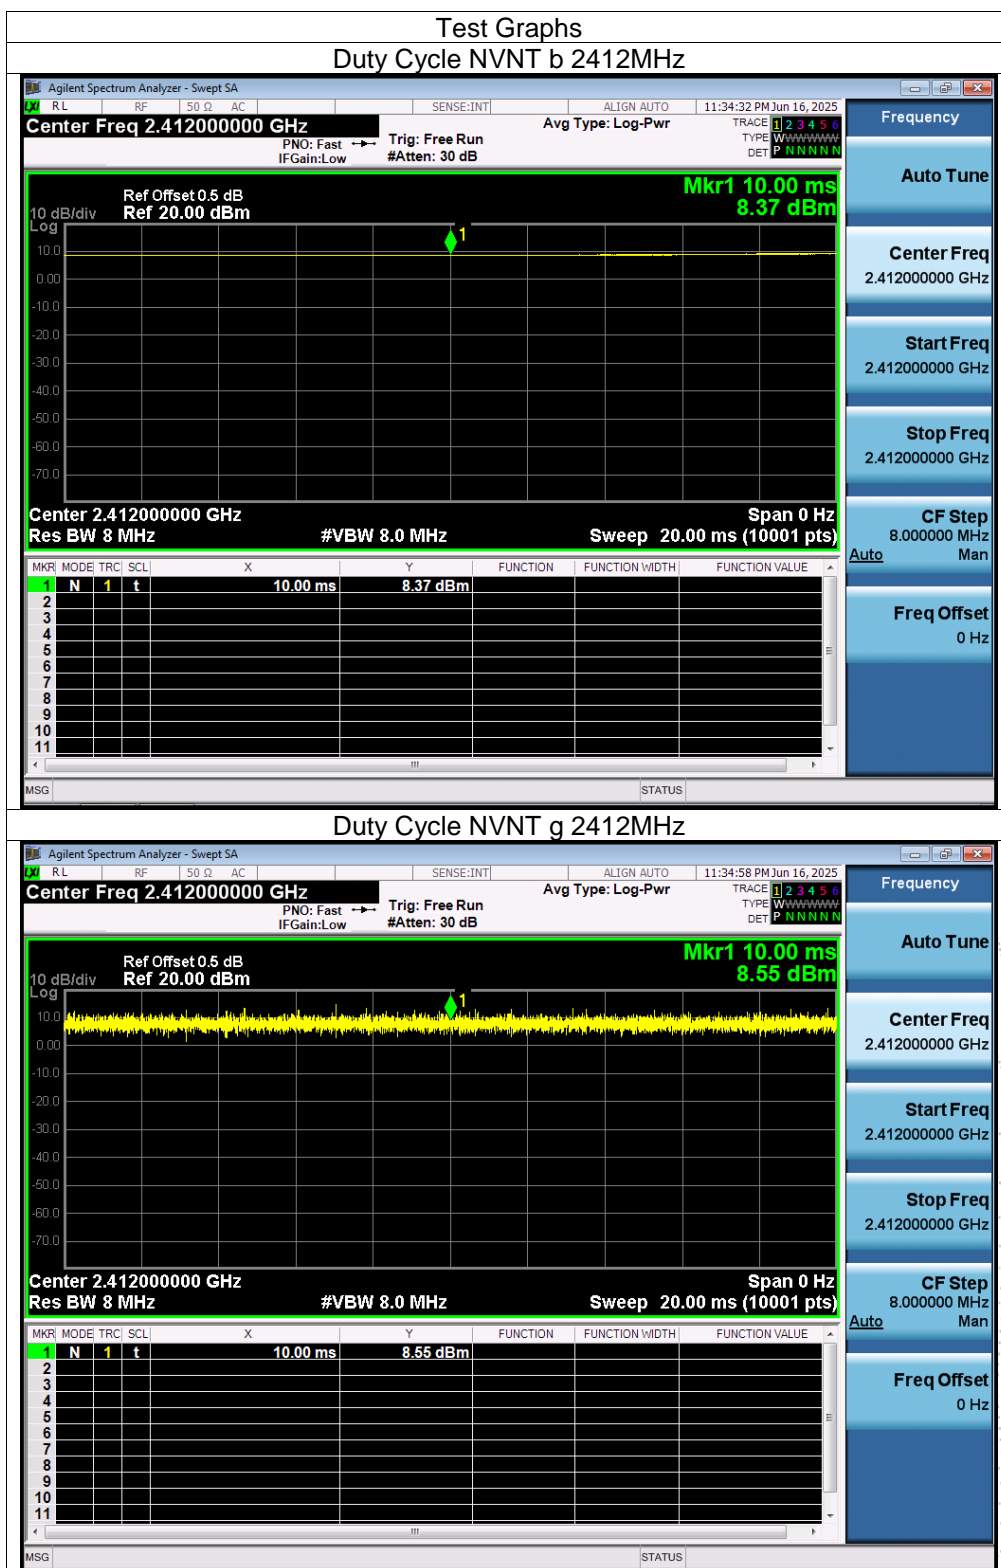 Test Graphs
Duty Cycle NVNT b 2412MHz
Agilent Spectrum Analyzer - Swept SA
LXI RL RF 50 Ω AC SENSE:INT ALIGN AUTO 11:34:32 PM Jun 16, 2025
Center Freq 2.412000000 GHz
PNO: Fast
IFGain:Low
Trig: Free Run
#Atten: 30 dB
Avg Type: Log-Pwr
TRACE 1 2 3 4 5 6
TYPE WWWWWW
DET P N N N N N
Frequency
Auto Tune
Center Freq
2.412000000 GHz
Start Freq
2.412000000 GHz
Stop Freq
2.412000000 GHz
CF Step
8.000000 MHz
Auto Man
Freq Offset
0 Hz
Mkr1 10.00 ms
8.37 dBm
Ref Offset 0.5 dB
10 dB/div Ref 20.00 dBm
Log
1
10.0
0.00
-10.0
-20.0
-30.0
-40.0
-50.0
-60.0
-70.0
Center 2.412000000 GHz Span 0 Hz
Res BW 8 MHz #VBW 8.0 MHz Sweep 20.00 ms (10001 pts)
MKR MODE TRC SCL X Y FUNCTION FUNCTION WIDTH FUNCTION VALUE
1 N 1 t 10.00 ms 8.37 dBm
2
3
4
5
6
7
8
9
10
11
MSG STATUS
Duty Cycle NVNT g 2412MHz
Agilent Spectrum Analyzer - Swept SA
LXI RL RF 50 Ω AC SENSE:INT ALIGN AUTO 11:34:58 PM Jun 16, 2025
Center Freq 2.412000000 GHz
PNO: Fast
IFGain:Low
Trig: Free Run
#Atten: 30 dB
Avg Type: Log-Pwr
TRACE 1 2 3 4 5 6
TYPE WWWWWW
DET P N N N N N
Frequency
Auto Tune
Center Freq
2.412000000 GHz
Start Freq
2.412000000 GHz
Stop Freq
2.412000000 GHz
CF Step
8.000000 MHz
Auto Man
Freq Offset
0 Hz
Mkr1 10.00 ms
8.55 dBm
Ref Offset 0.5 dB
10 dB/div Ref 20.00 dBm
Log
1
10.0
0.00
-10.0
-20.0
-30.0
-40.0
-50.0
-60.0
-70.0
Center 2.412000000 GHz Span 0 Hz
Res BW 8 MHz #VBW 8.0 MHz Sweep 20.00 ms (10001 pts)
MKR MODE TRC SCL X Y FUNCTION FUNCTION WIDTH FUNCTION VALUE
1 N 1 t 10.00 ms 8.55 dBm
2
3
4
5
6
7
8
9
10
11
MSG STATUS